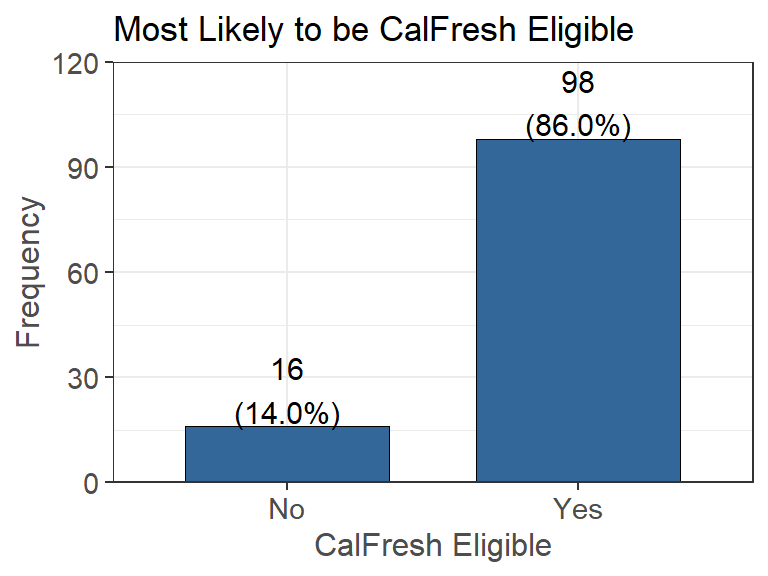 Most Likely to be CalFresh Eligible
Frequency
120
90
60
30
0
16
(14.0%)
98
(86.0%)
No
Yes
CalFresh Eligible